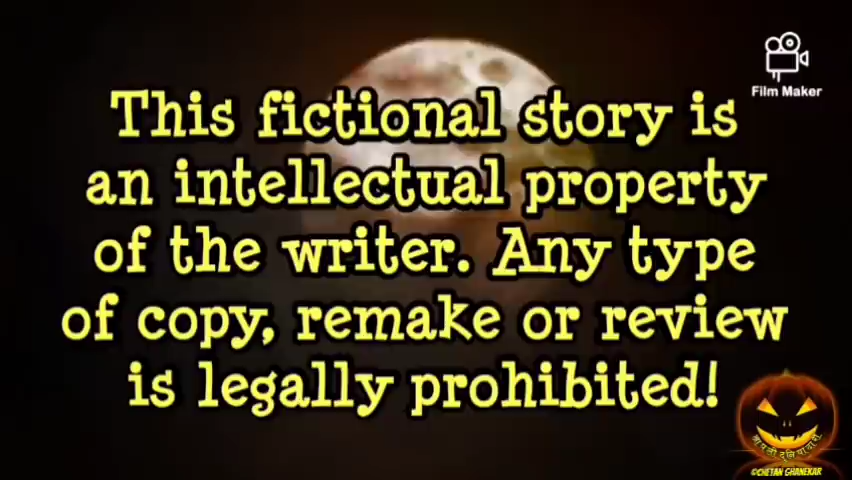 Film Maker
This fictional story is
an intellectual property
of the writer. Any type
of copy, remake or review
is legally prohibited!
©CHETAN GHANEKAR